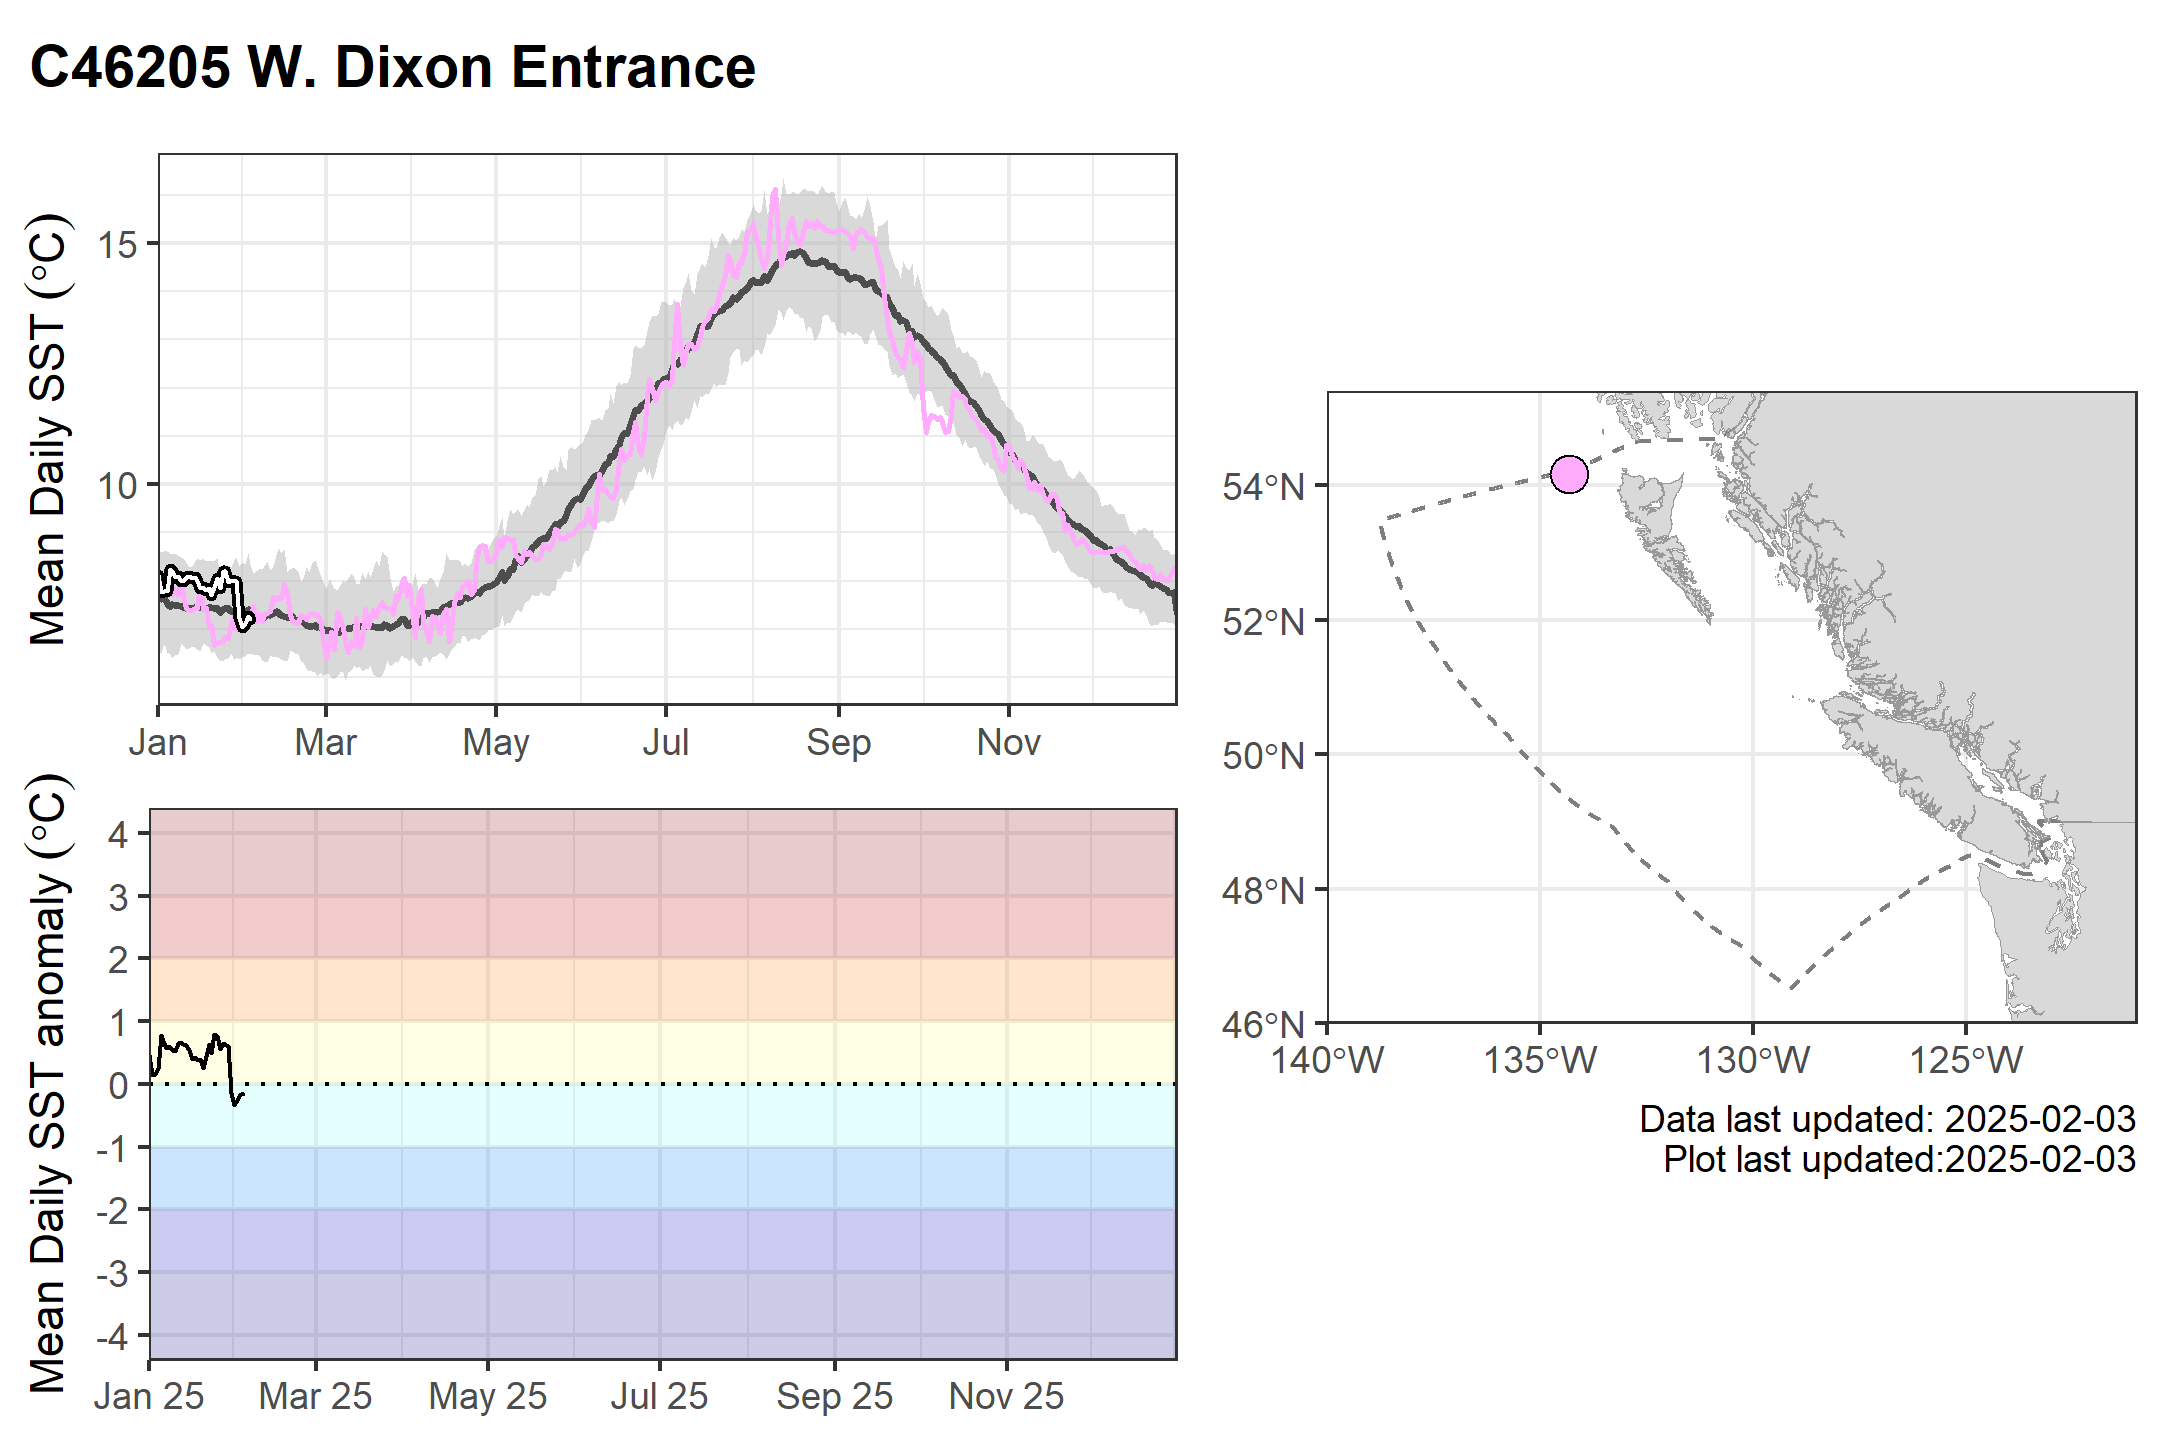 C46205 W. Dixon Entrance
Mean Daily SST (°C)
15
10
Jan Mar May Jul Sep Nov
Mean Daily SST anomaly (°C)
4
3
2
1
0
-1
-2
-3
-4
Jan 25 Mar 25 May 25 Jul 25 Sep 25 Nov 25
54°N
52°N
50°N
48°N
46°N
140°W 135°W 130°W 125°W
Data last updated: 2025-02-03
Plot last updated:2025-02-03